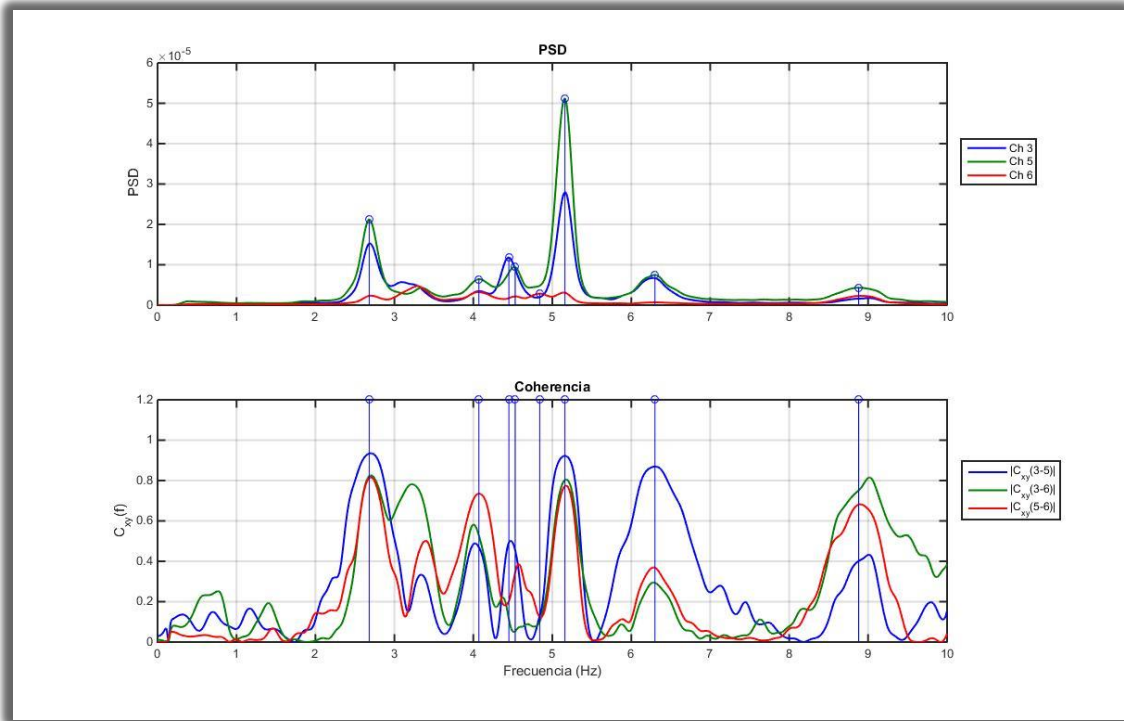 PSD
×10⁻⁵
6
5
4
3
2
1
0
PSD
0 1 2 3 4 5 6 7 8 9 10
Ch 3
Ch 5
Ch 6
Coherencia
1.2
1
0.8
0.6
0.4
0.2
0
C_xy(f)
0 1 2 3 4 5 6 7 8 9 10
Frecuencia (Hz)
|C_xy(3-5)|
|C_xy(3-6)|
|C_xy(5-6)|